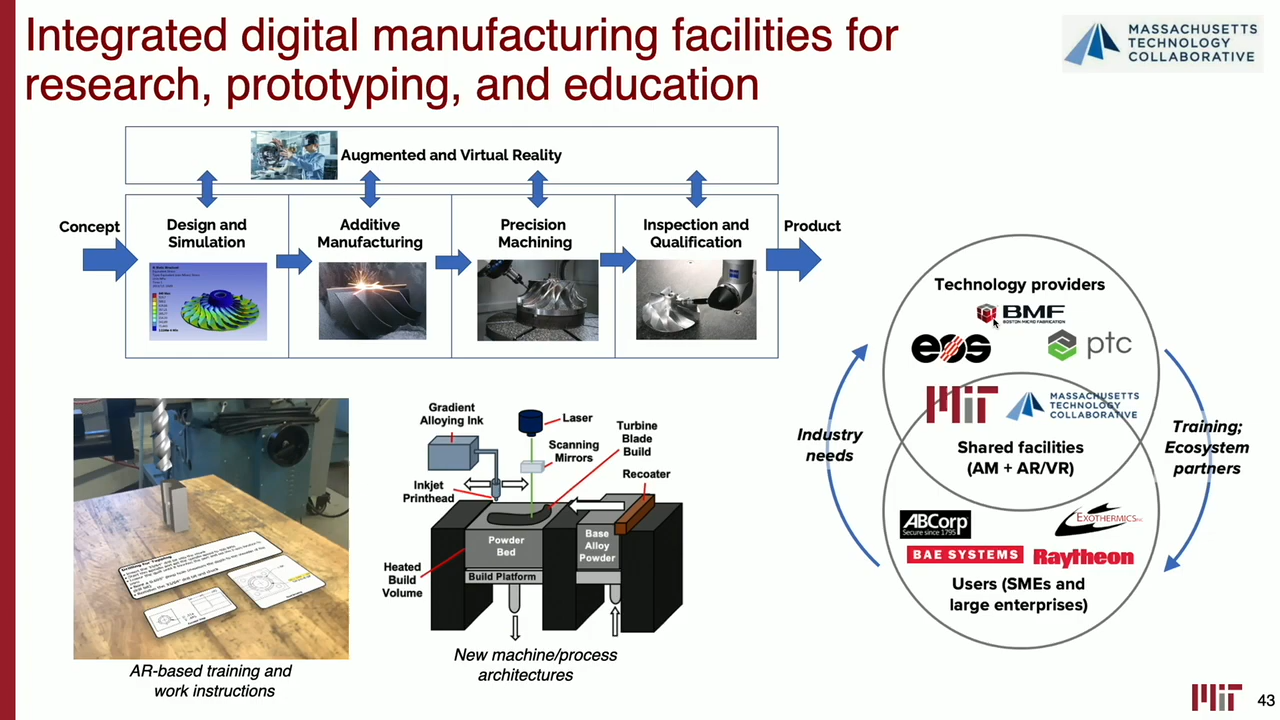 Integrated digital manufacturing facilities for
research, prototyping, and education
MASSACHUSETTS
TECHNOLOGY
COLLABORATIVE
Augmented and Virtual Reality
Concept
Design and
Simulation
Additive
Manufacturing
Precision
Machining
Inspection and
Qualification
Product
Technology providers
BMF
BOSTON MICRO FABRICATION
eos
ptc
MIT
MASSACHUSETTS
TECHNOLOGY
COLLABORATIVE
Shared facilities
(AM + AR/VR)
Industry
needs
Training;
Ecosystem
partners
ABCorp
Secure since 1795
EXOTHERMICS
BAE SYSTEMS
Raytheon
Users (SMEs and
large enterprises)
AR-based training and
work instructions
Gradient
Alloying Ink
Laser
Scanning
Mirrors
Turbine
Blade
Build
Recoater
Inkjet
Printhead
Powder
Bed
Base
Alloy
Powder
Build Platform
Heated
Build
Volume
New machine/process
architectures
MIT
43